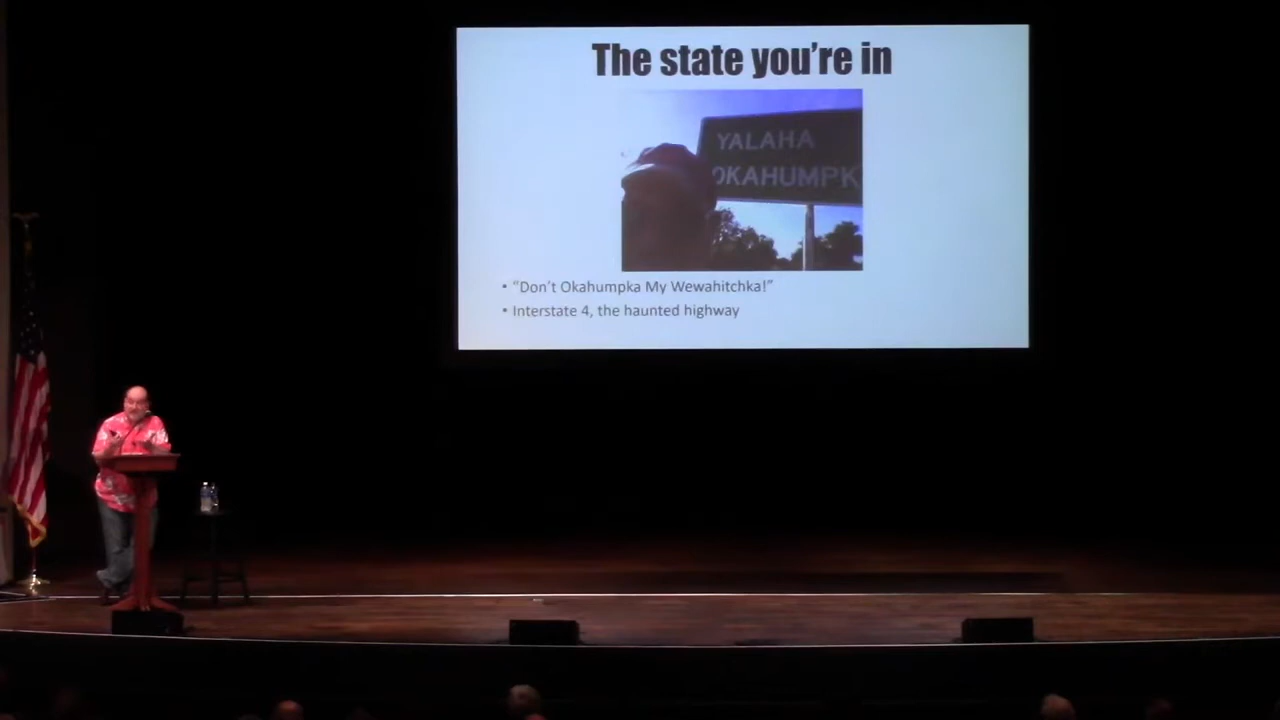 The state you're in
YALAHA
OKAHUMPK
• “Don't Okahumpka My Wewahitchka!”
• Interstate 4, the haunted highway